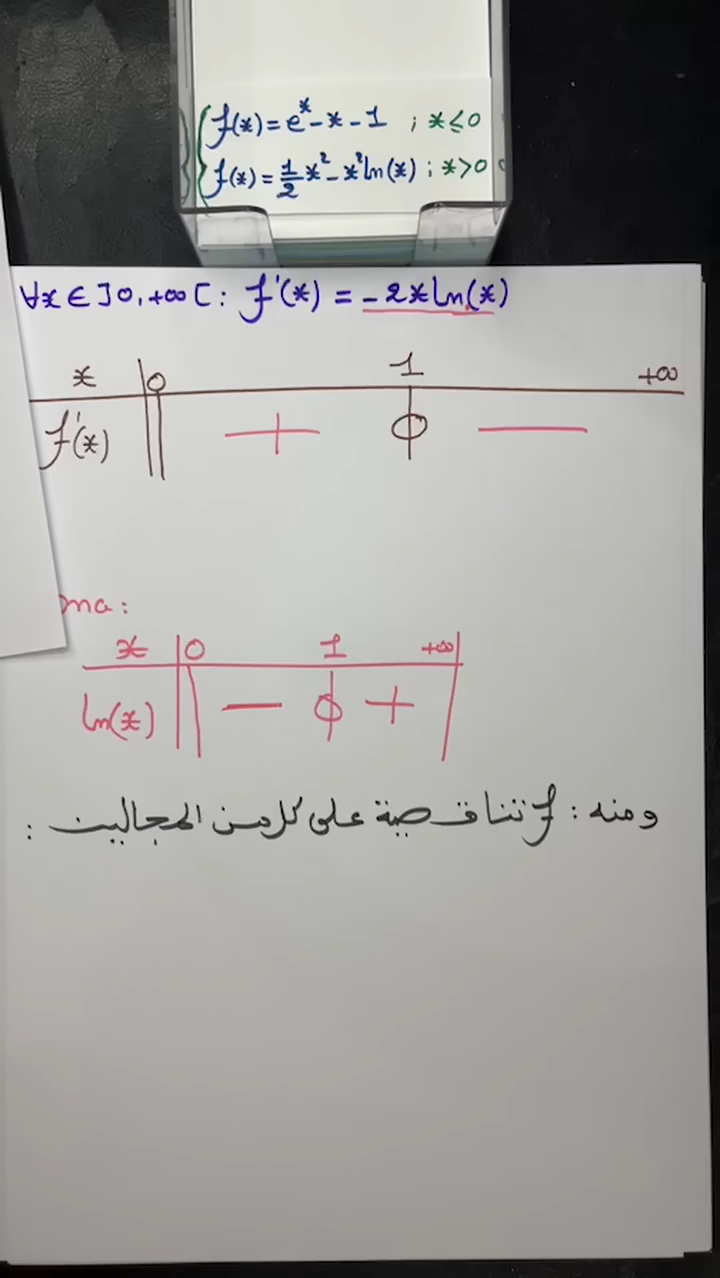 f(x) = e^x - x - 1 ; x ≤ 0
f(x) = 1/2 x² - x² ln(x) ; x > 0
∀x ∈ ]0, +∞[ : f'(x) = -2x ln(x)
x 0 1 +∞
f'(x) + 0 −
ma :
x 0 1 +∞
ln(x) − 0 +
ومنه : f تناقصية على كل من المجالين :